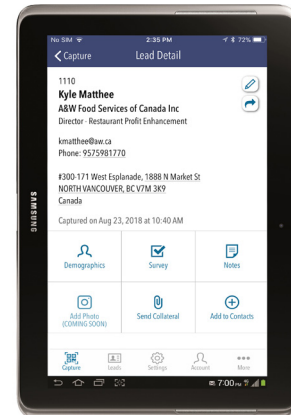 No SIM 2:35 PM 72%
Capture Lead Detail
1110
Kyle Matthee
A&W Food Services of Canada Inc
Director - Restaurant Profit Enhancement
kmatthee@aw.ca
Phone: 9575981770
#300-171 West Esplanade, 1888 N Market St
NORTH VANCOUVER, BC V7M 3K9
Canada
Captured on Aug 23, 2018 at 10:40 AM
SAMSUNG
Demographics Survey Notes
Add Photo Send Collateral Add to Contacts
(COMING SOON)
Capture Leads Settings Account More
7:00 PM